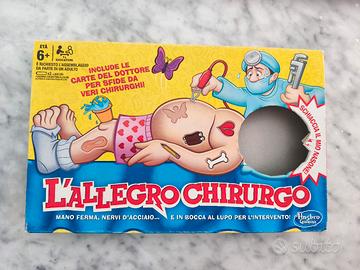 ETÀ
6+
GIOCATORI
È RICHIESTO L'ASSEMBLAGGIO
DA PARTE DI UN ADULTO
INCLUDE LE
CARTE DEL DOTTORE
PER SFIDE DA
VERI CHIRURGHI!
SCHIACCIA IL MIO NASONE!
L'ALLEGRO CHIRURGO
MANO FERMA, NERVI D'ACCIAIO... E IN BOCCA AL LUPO PER L'INTERVENTO!
Hasbro
Gaming
subito